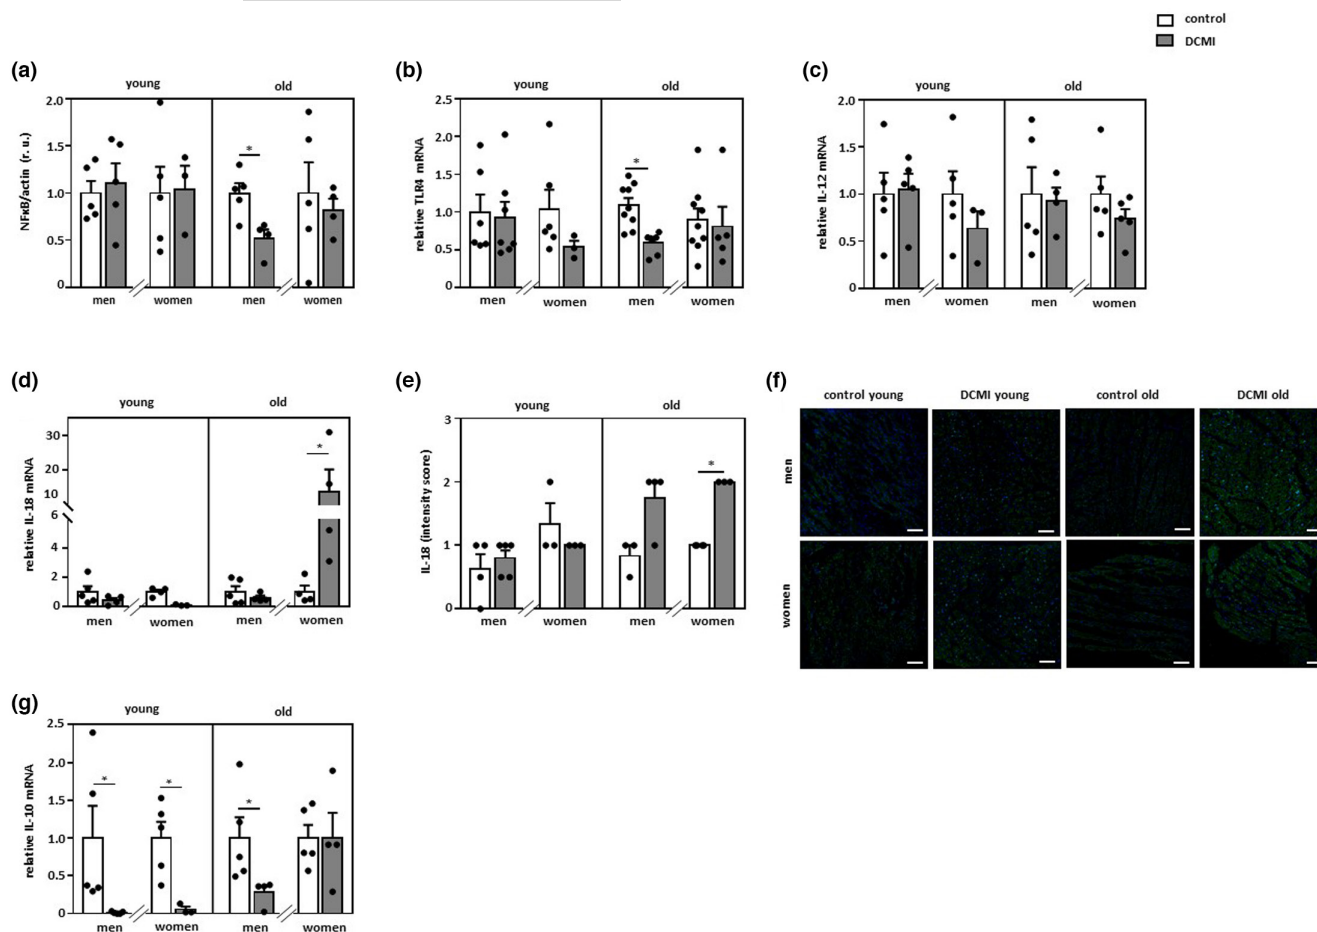 control
DCMI
(a)
young
old
NFκB/actin (r. u.)
2.0
1.5
1.0
0.5
0
*
men
women
men
women
(b)
young
old
relative TLR4 mRNA
2.5
2.0
1.5
1.0
0.5
0
*
men
women
men
women
(c)
young
old
relative IL-12 mRNA
2.0
1.5
1.0
0.5
0
men
women
men
women
(d)
young
old
relative IL-18 mRNA
30
20
10
6
4
2
0
*
men
women
men
women
(e)
young
old
IL-18 (intensity score)
3
2
1
0
*
men
women
men
women
(f)
control young
DCMI young
control old
DCMI old
men
women
(g)
young
old
relative IL-10 mRNA
2.5
2.0
1.5
1.0
0.5
0
*
*
*
men
women
men
women